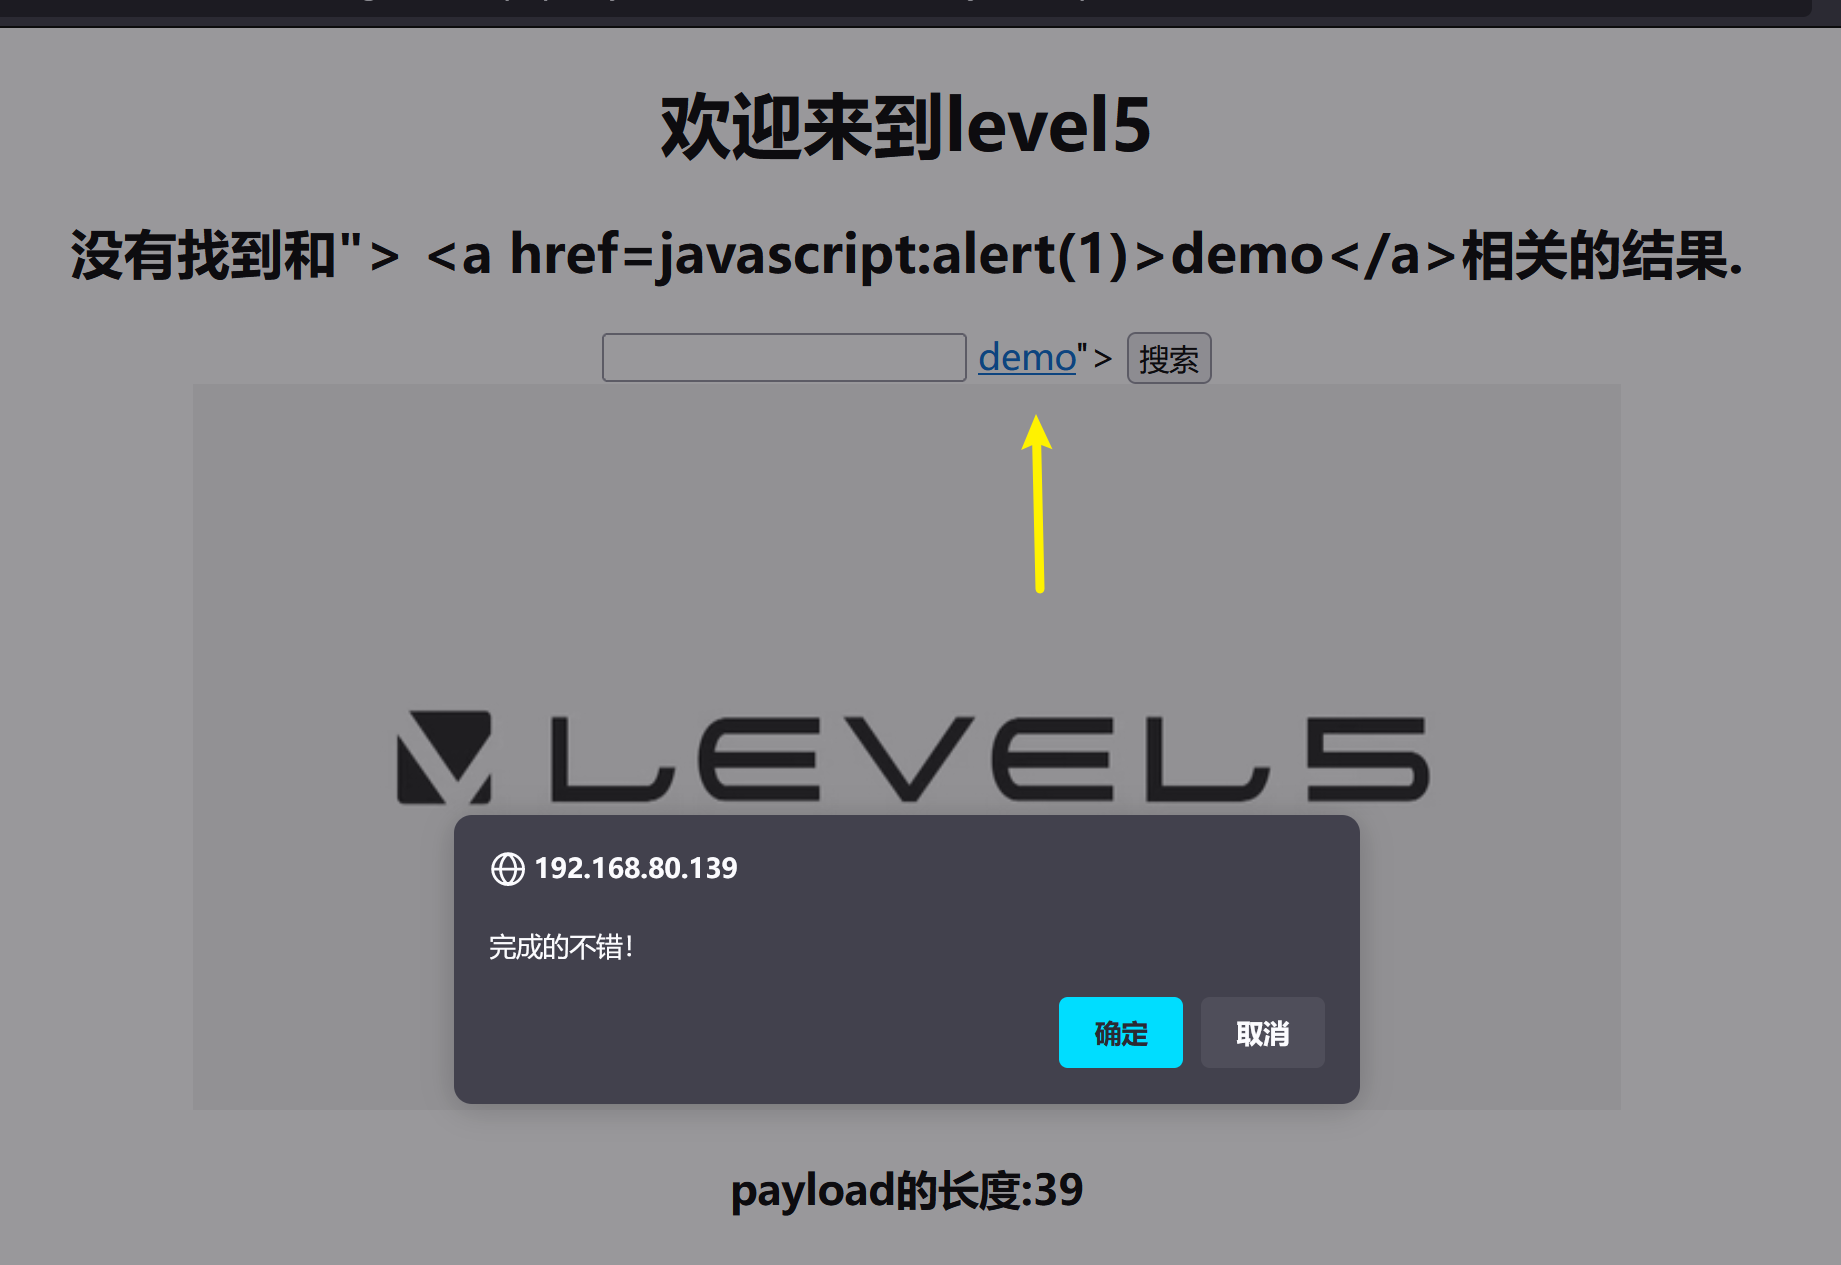 欢迎来到level5
没有找到和"> <a href=javascript:alert(1)>demo</a>相关的结果.
demo"> 搜索
LEVEL5
192.168.80.139
完成的不错!
确定 取消
payload的长度:39